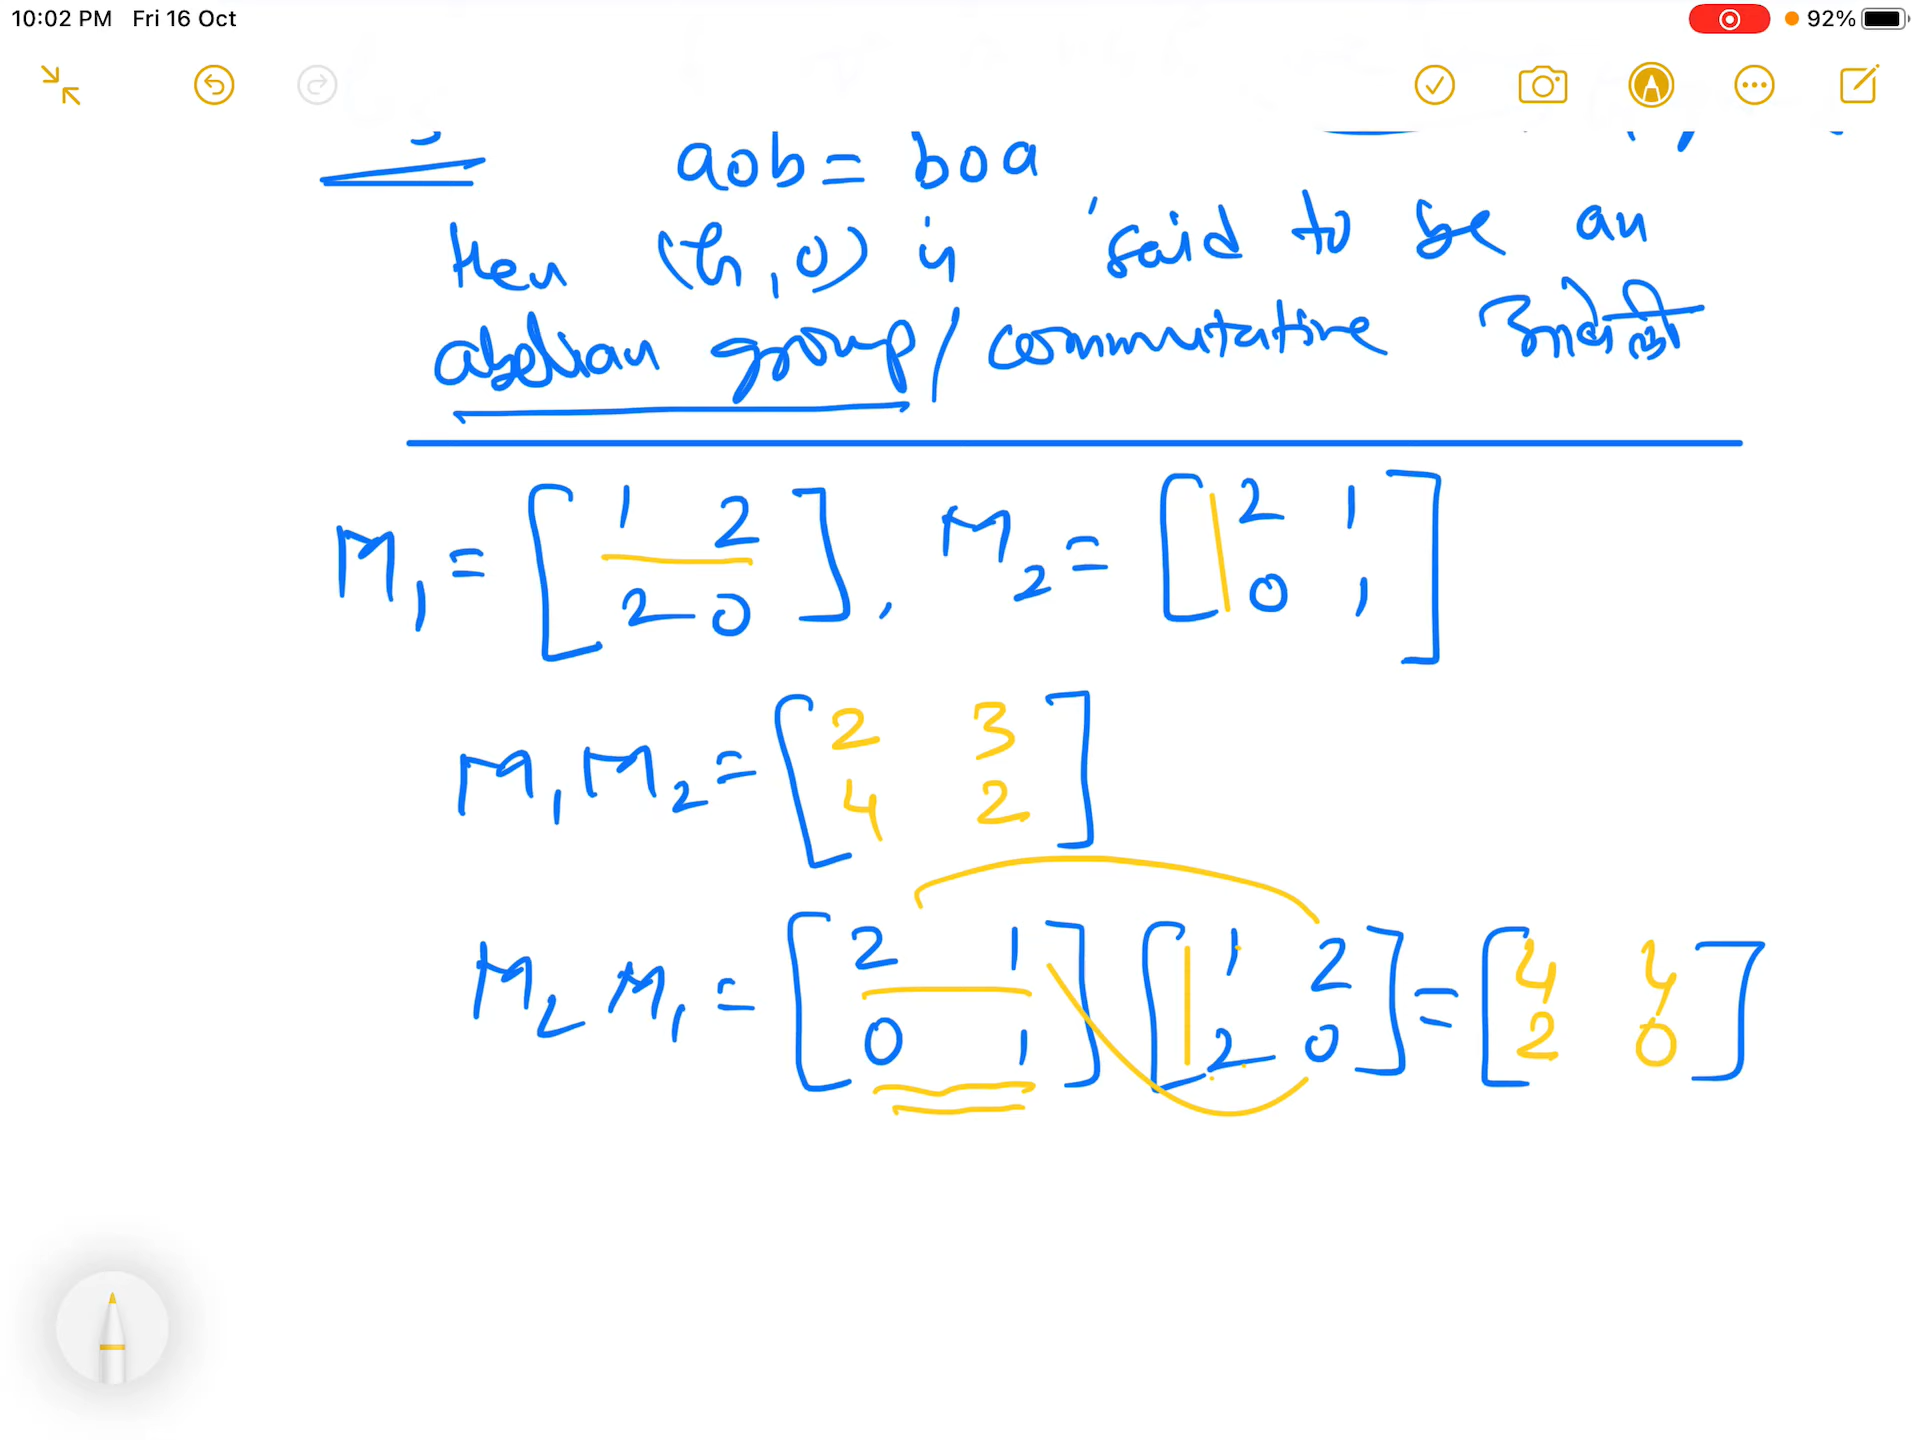 10:02 PM Fri 16 Oct 92%
aob = boa
then (G, o) is said to be an
abelian group / commutative आबेली
M₁ = [1 2; 2 0], M₂ = [2 1; 0 1]
M₁M₂ = [2 3; 4 2]
M₂M₁ = [2 1; 0 1] [1 2; 2 0] = [4 4; 2 0]